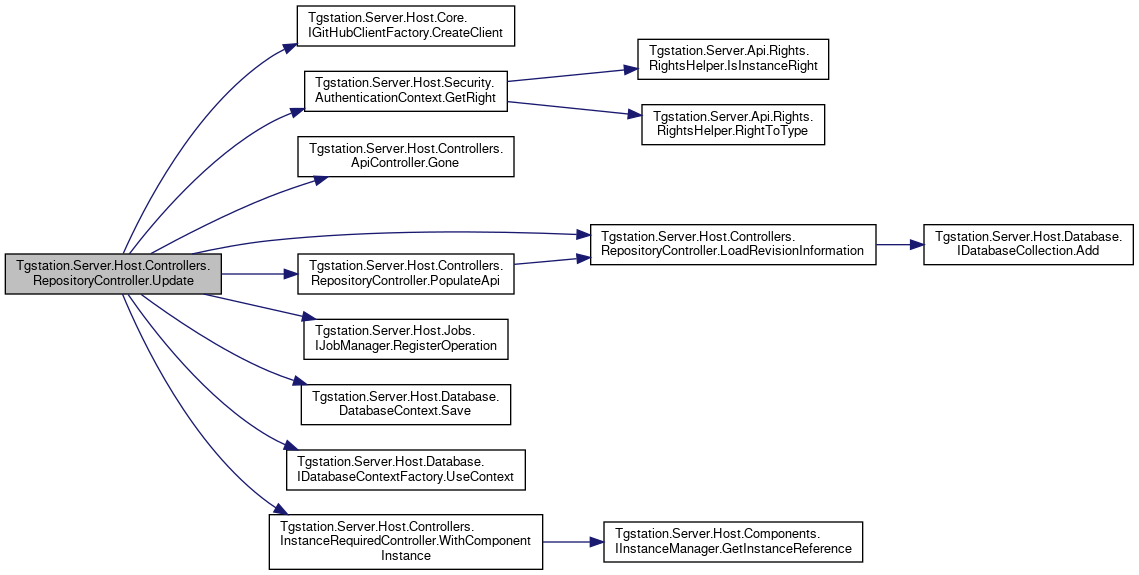 Tgstation.Server.Host.Core.
IGitHubClientFactory.CreateClient
Tgstation.Server.Api.Rights.
RightsHelper.IsInstanceRight
Tgstation.Server.Host.Security.
AuthenticationContext.GetRight
Tgstation.Server.Api.Rights.
RightsHelper.RightToType
Tgstation.Server.Host.Controllers.
ApiController.Gone
Tgstation.Server.Host.Controllers.
RepositoryController.LoadRevisionInformation
Tgstation.Server.Host.Database.
IDatabaseCollection.Add
Tgstation.Server.Host.Controllers.
RepositoryController.Update
Tgstation.Server.Host.Controllers.
RepositoryController.PopulateApi
Tgstation.Server.Host.Jobs.
IJobManager.RegisterOperation
Tgstation.Server.Host.Database.
DatabaseContext.Save
Tgstation.Server.Host.Database.
IDatabaseContextFactory.UseContext
Tgstation.Server.Host.Controllers.
InstanceRequiredController.WithComponent
Instance
Tgstation.Server.Host.Components.
IInstanceManager.GetInstanceReference